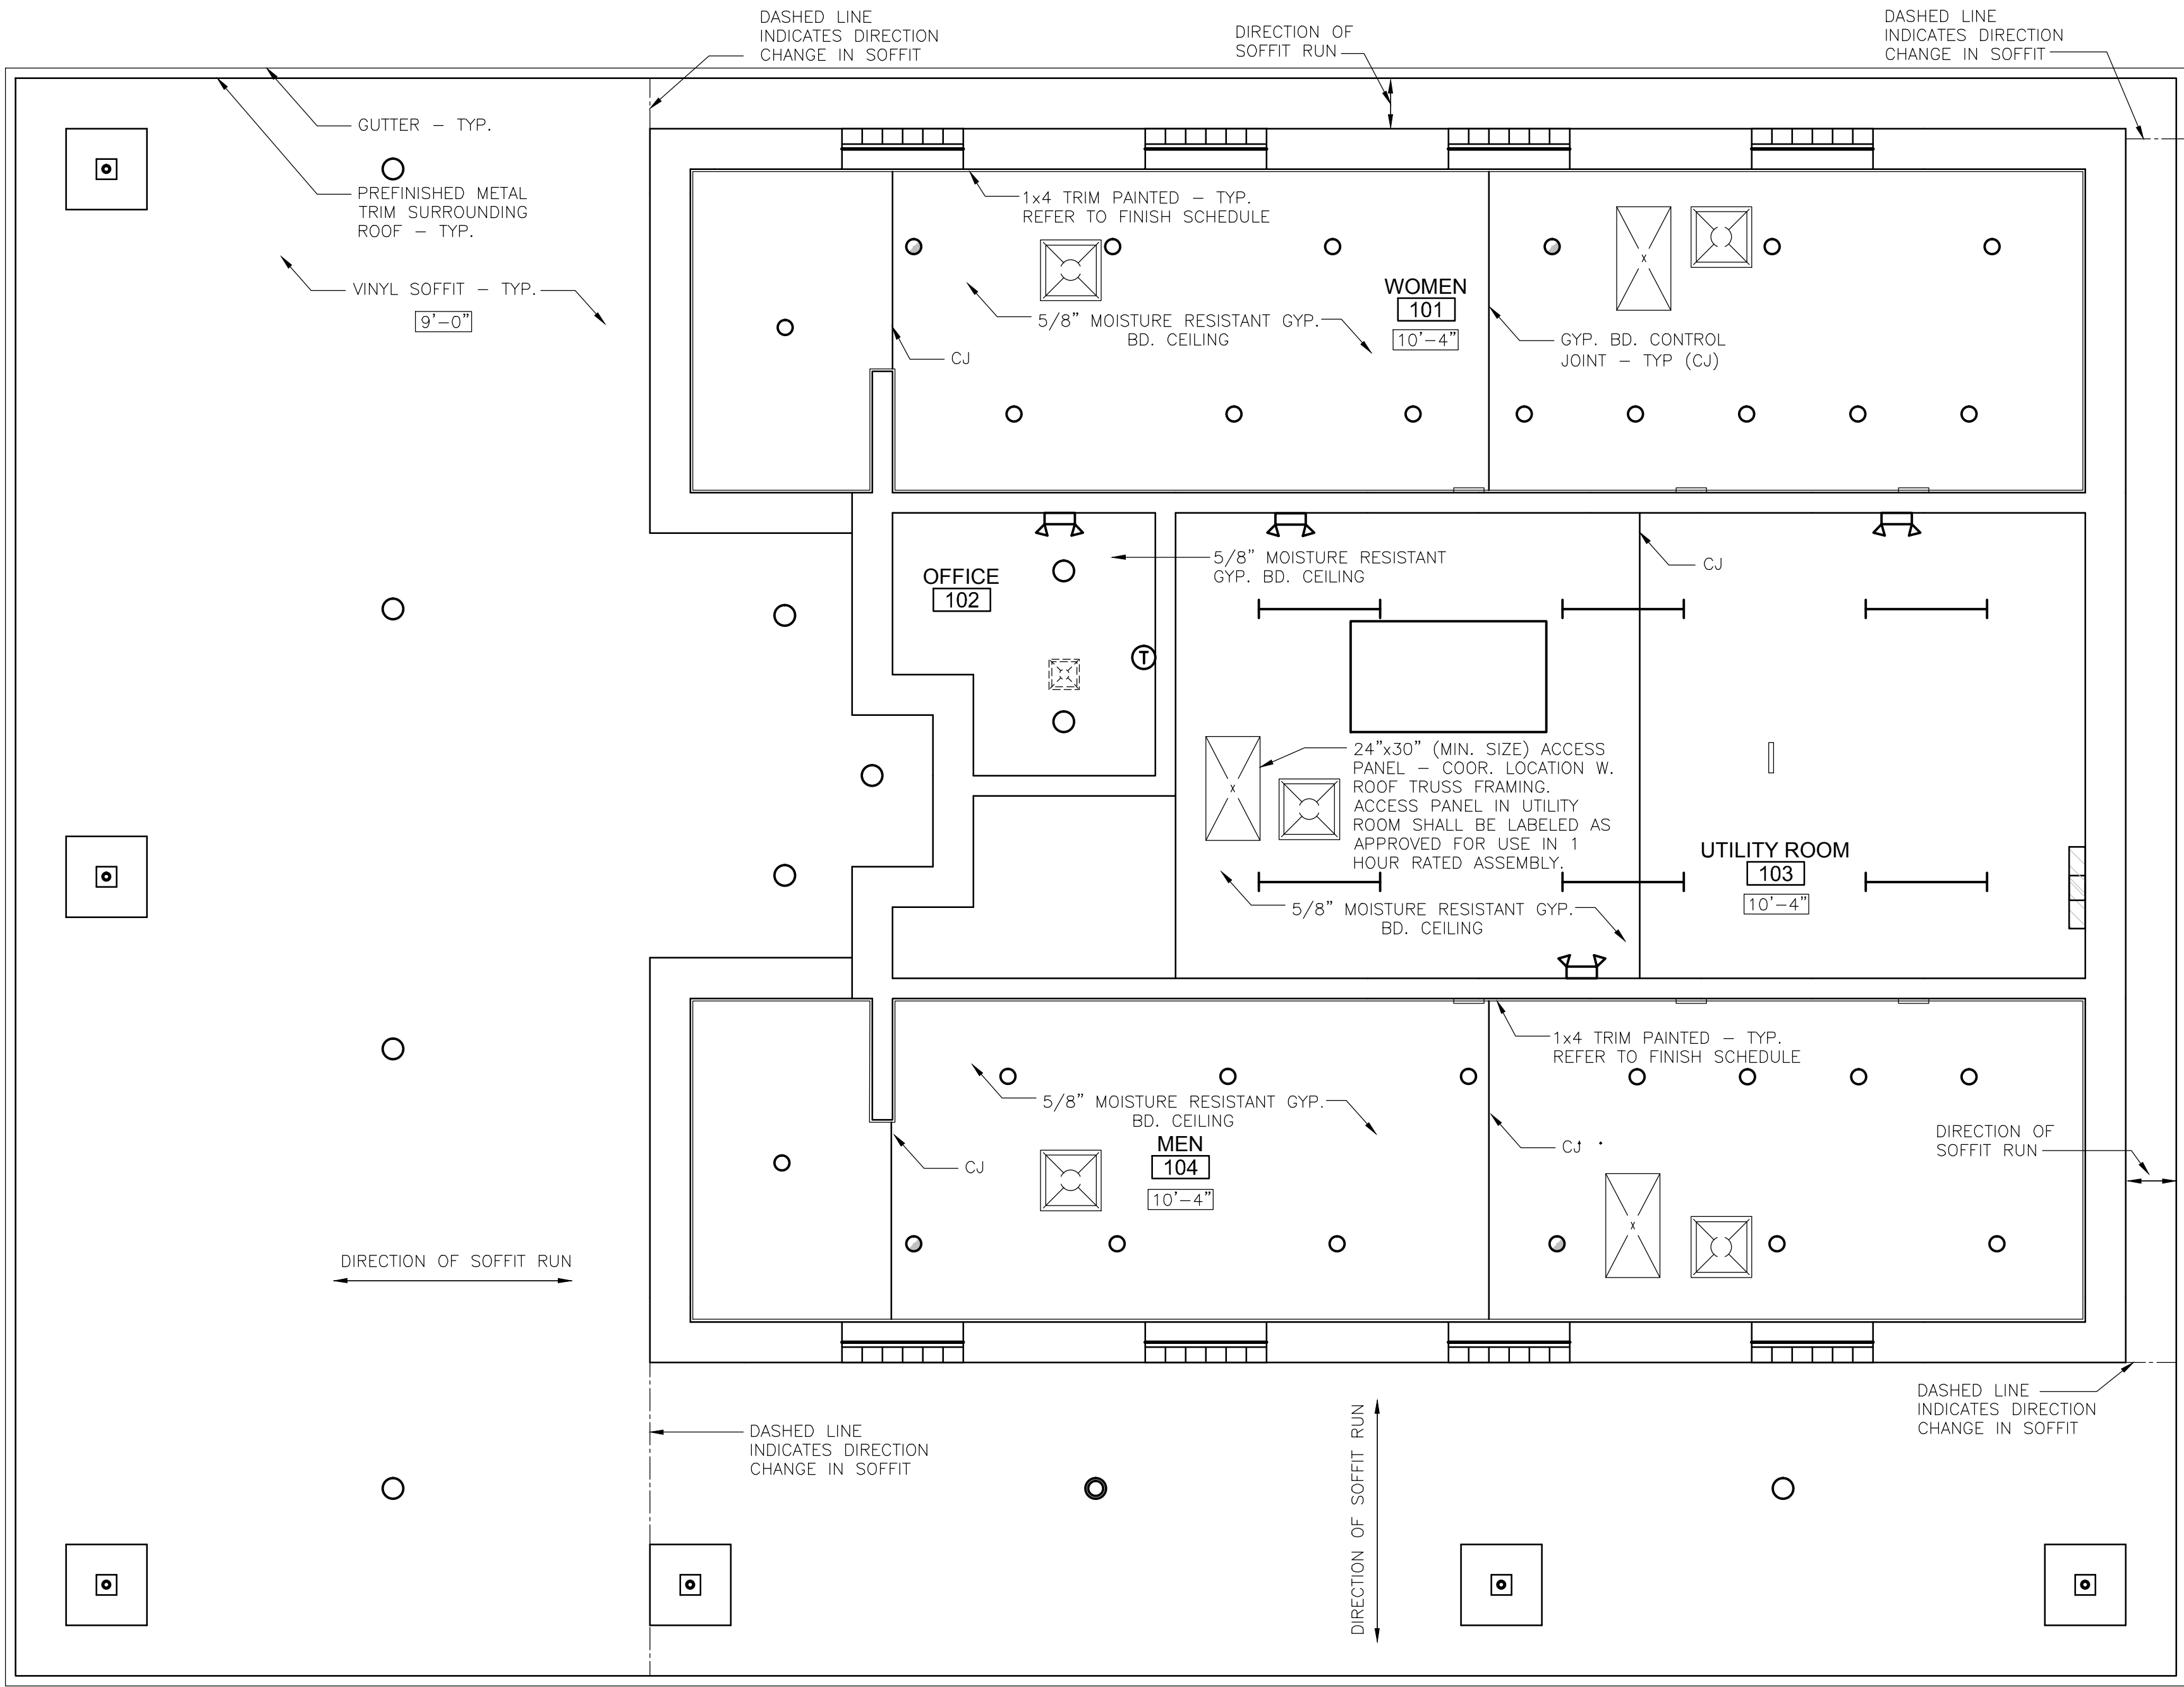 DASHED LINE
INDICATES DIRECTION
CHANGE IN SOFFIT
DIRECTION OF
SOFFIT RUN
DASHED LINE
INDICATES DIRECTION
CHANGE IN SOFFIT
GUTTER – TYP.
PREFINISHED METAL
TRIM SURROUNDING
ROOF – TYP.
VINYL SOFFIT – TYP.
9'–0"
1x4 TRIM PAINTED – TYP.
REFER TO FINISH SCHEDULE
WOMEN
101
10'–4"
5/8" MOISTURE RESISTANT GYP.
BD. CEILING
CJ
GYP. BD. CONTROL
JOINT – TYP (CJ)
X
OFFICE
102
5/8" MOISTURE RESISTANT
GYP. BD. CEILING
CJ
T
24"x30" (MIN. SIZE) ACCESS
PANEL – COOR. LOCATION W.
ROOF TRUSS FRAMING.
ACCESS PANEL IN UTILITY
ROOM SHALL BE LABELED AS
APPROVED FOR USE IN 1
HOUR RATED ASSEMBLY.
X
UTILITY ROOM
103
10'–4"
5/8" MOISTURE RESISTANT GYP.
BD. CEILING
1x4 TRIM PAINTED – TYP.
REFER TO FINISH SCHEDULE
5/8" MOISTURE RESISTANT GYP.
BD. CEILING
MEN
104
10'–4"
CJ
CJ
X
DIRECTION OF
SOFFIT RUN
DIRECTION OF SOFFIT RUN
DASHED LINE
INDICATES DIRECTION
CHANGE IN SOFFIT
DIRECTION OF SOFFIT RUN
DASHED LINE
INDICATES DIRECTION
CHANGE IN SOFFIT